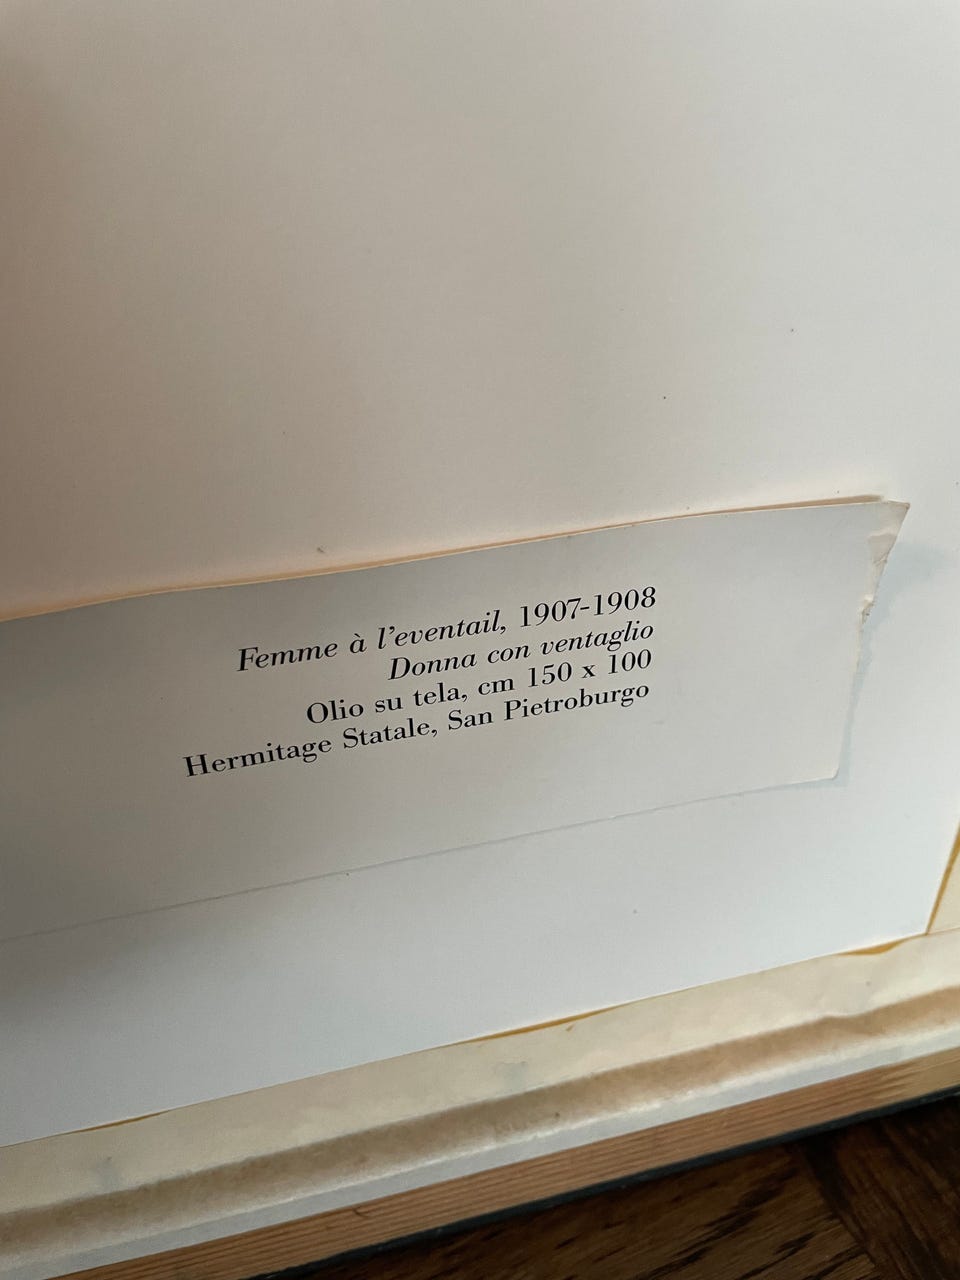 Femme à l'eventail, 1907-1908
Donna con ventaglio
Olio su tela, cm 150 x 100
Hermitage Statale, San Pietroburgo